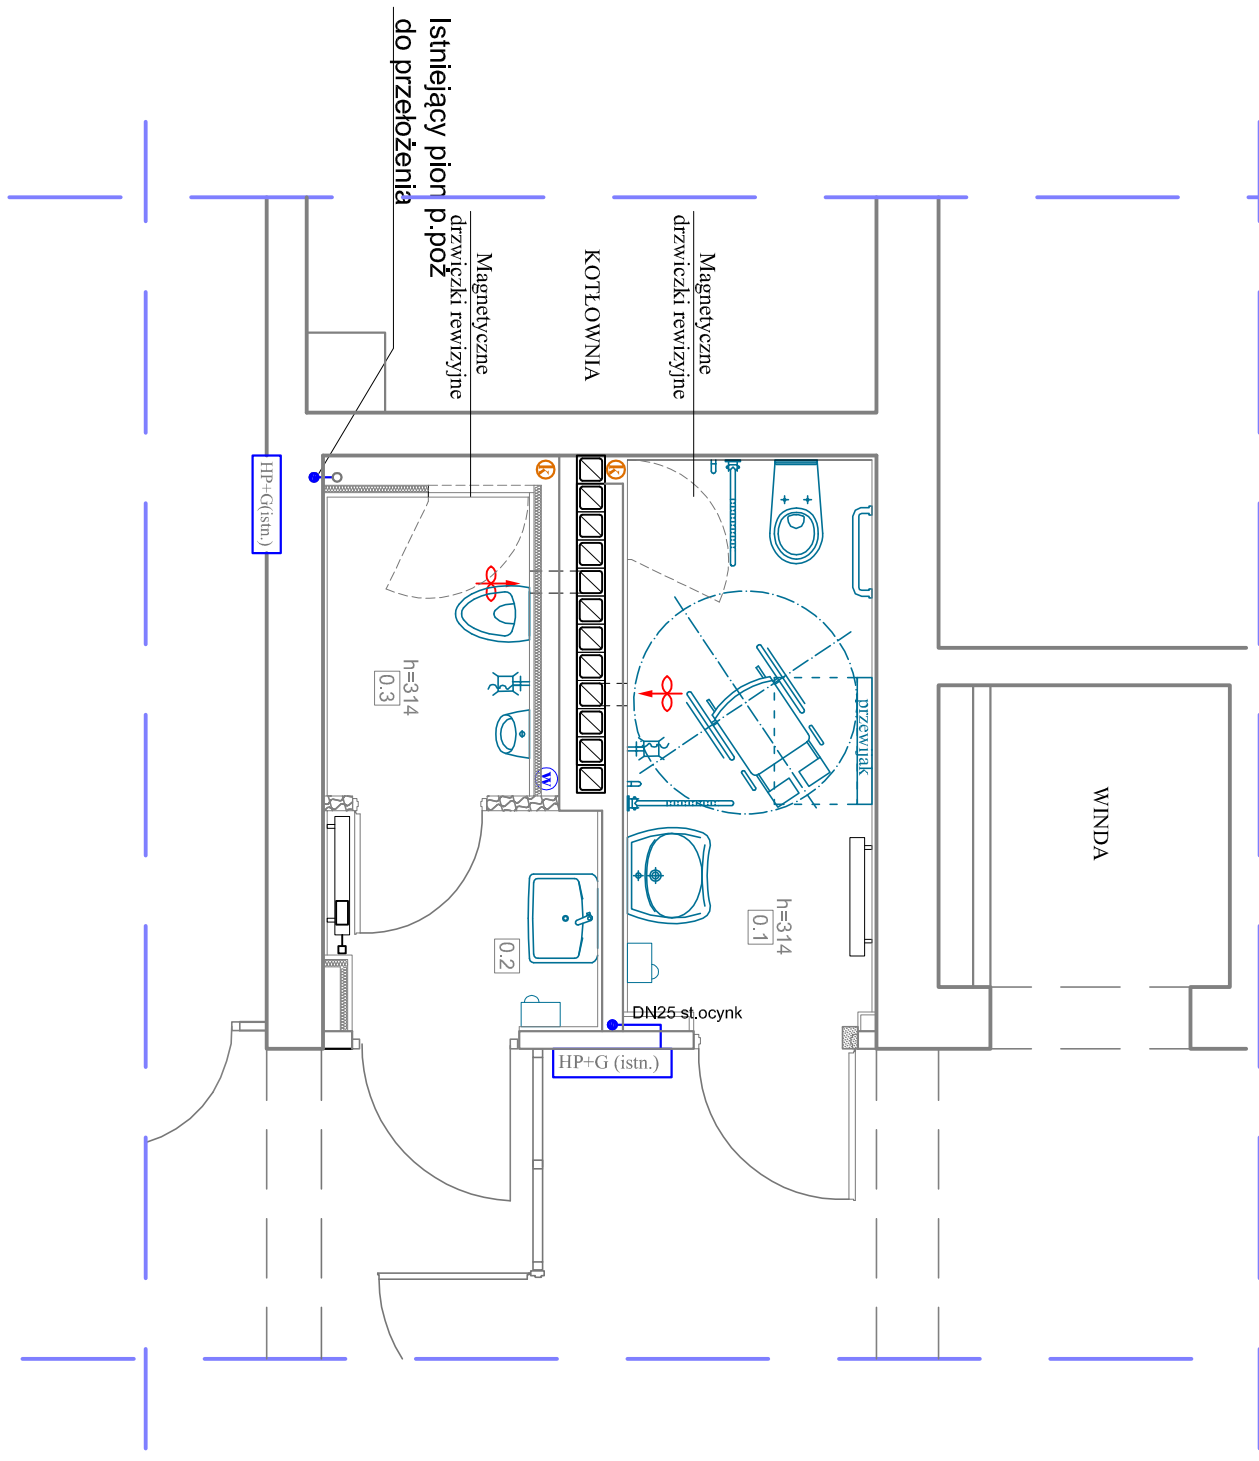 Istniejący pion p.poż
do przełożenia
Magnetyczne
drzwiczki rewizyjne
KOTŁOWNIA
Magnetyczne
drzwiczki rewizyjne
HP+G(istn.)
k
k
h=314
0.3
w
przewijak
WINDA
h=314
0.1
0.2
DN25 st.ocynk
HP+G (istn.)